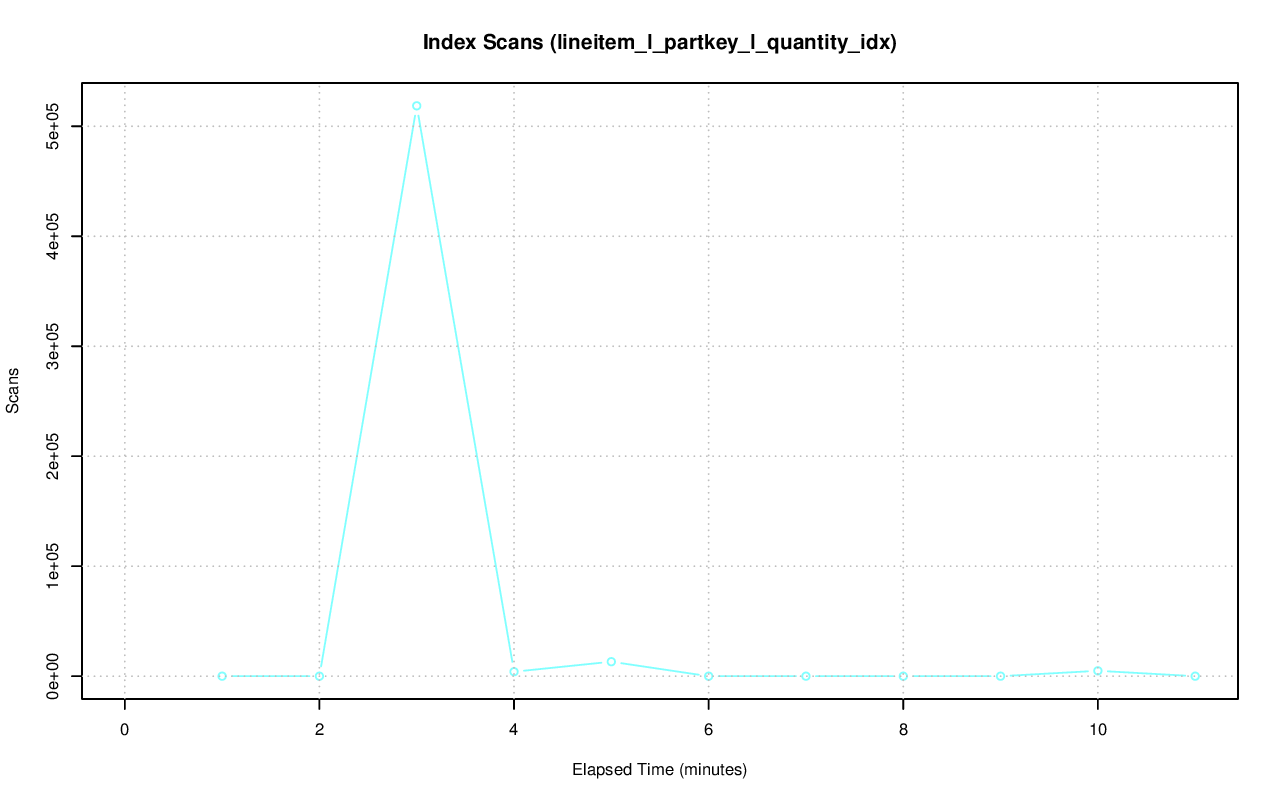 Index Scans (lineitem_l_partkey_l_quantity_idx)
5e+05
4e+05
3e+05
2e+05
1e+05
0e+00
Scans
0 2 4 6 8 10
Elapsed Time (minutes)